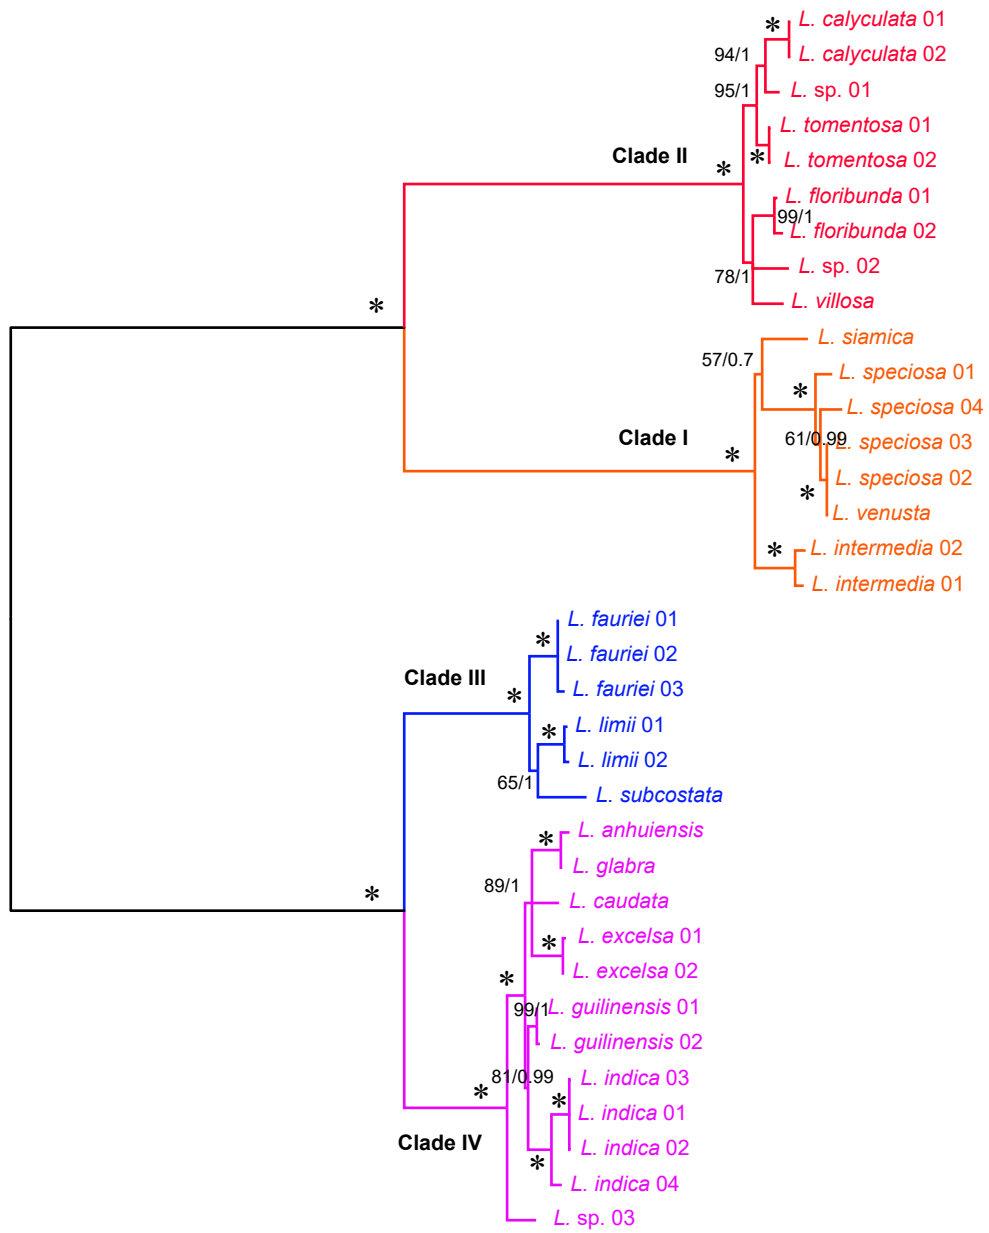 L. calyculata 01
*
94/1
L. calyculata 02
95/1
L. sp. 01
L. tomentosa 01
Clade II
*
*
L. tomentosa 02
L. floribunda 01
99/1
L. floribunda 02
L. sp. 02
78/1
L. villosa
*
L. siamica
57/0.7
L. speciosa 01
*
L. speciosa 04
Clade I
61/0.99
L. speciosa 03
*
L. speciosa 02
*
L. venusta
*
L. intermedia 02
L. intermedia 01
L. fauriei 01
*
L. fauriei 02
Clade III
*
L. fauriei 03
L. limii 01
*
L. limii 02
65/1
L. subcostata
L. anhuiensis
*
L. glabra
89/1
*
L. caudata
L. excelsa 01
*
L. excelsa 02
*
L. guilinensis 01
99/1
L. guilinensis 02
81/0.99
L. indica 03
*
*
L. indica 01
Clade IV
L. indica 02
*
L. indica 04
L. sp. 03